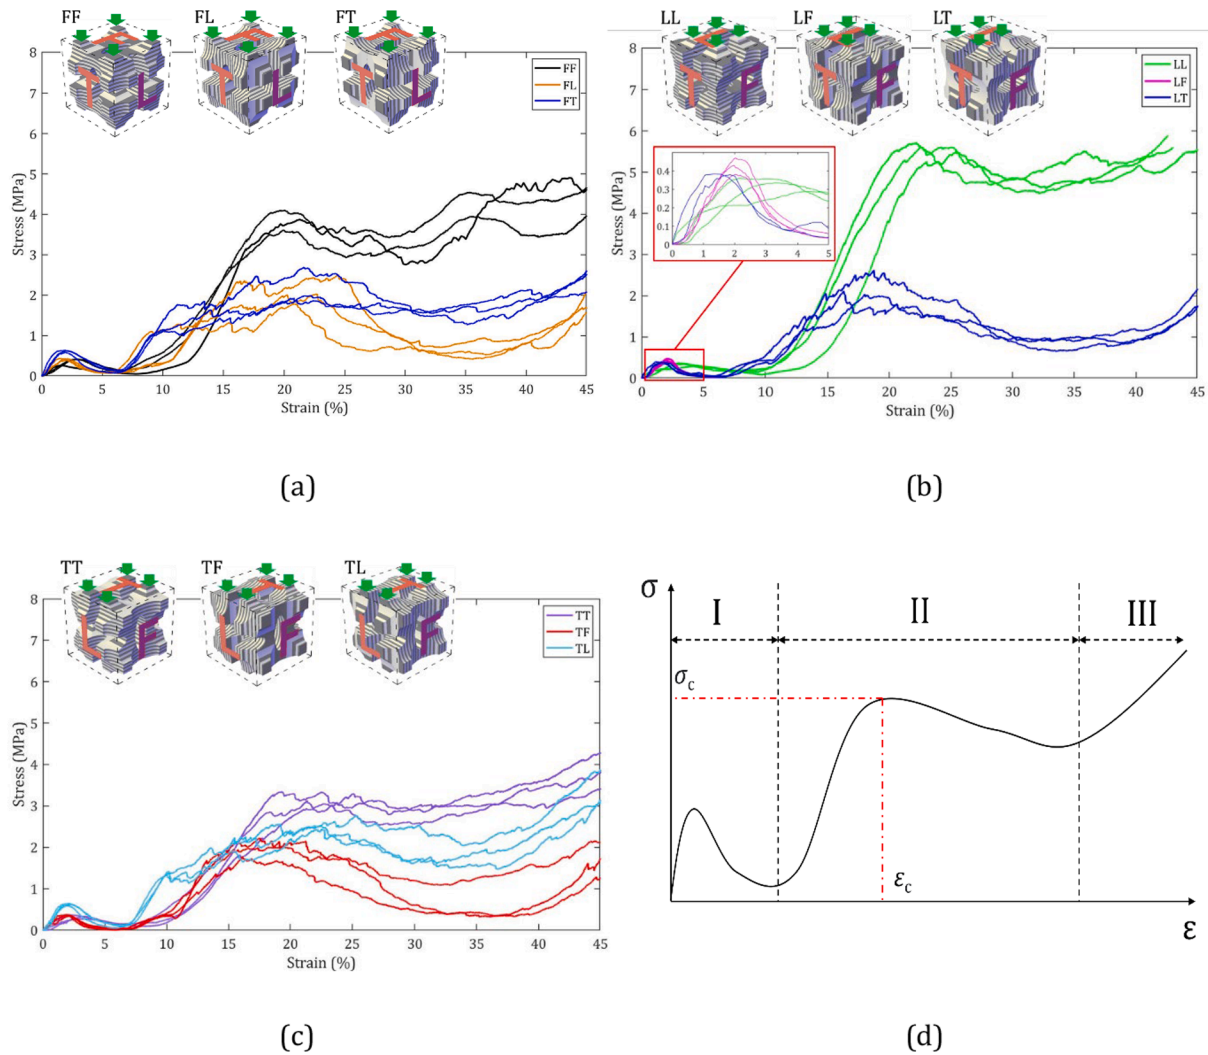 FF FL FT
T L T L T L
8
7
6
5
4
3
2
1
0
Stress (MPa)
FF
FL
FT
0 5 10 15 20 25 30 35 40 45
Strain (%)
(a)
LL LF LT
T F T F T F
8
7
6
5
4
3
2
1
0
Stress (MPa)
LL
LF
LT
0.4
0.3
0.2
0.1
0
0 1 2 3 4 5
0 5 10 15 20 25 30 35 40 45
Strain (%)
(b)
TT TF TL
L F L F L F
8
7
6
5
4
3
2
1
0
Stress (MPa)
TT
TF
TL
0 5 10 15 20 25 30 35 40 45
Strain (%)
(c)
σ
I II III
σc
εc
ε
(d)